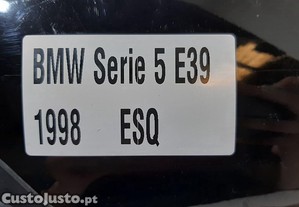 BMW Serie 5 E39
1998 ESQ
CustoJusto.pt